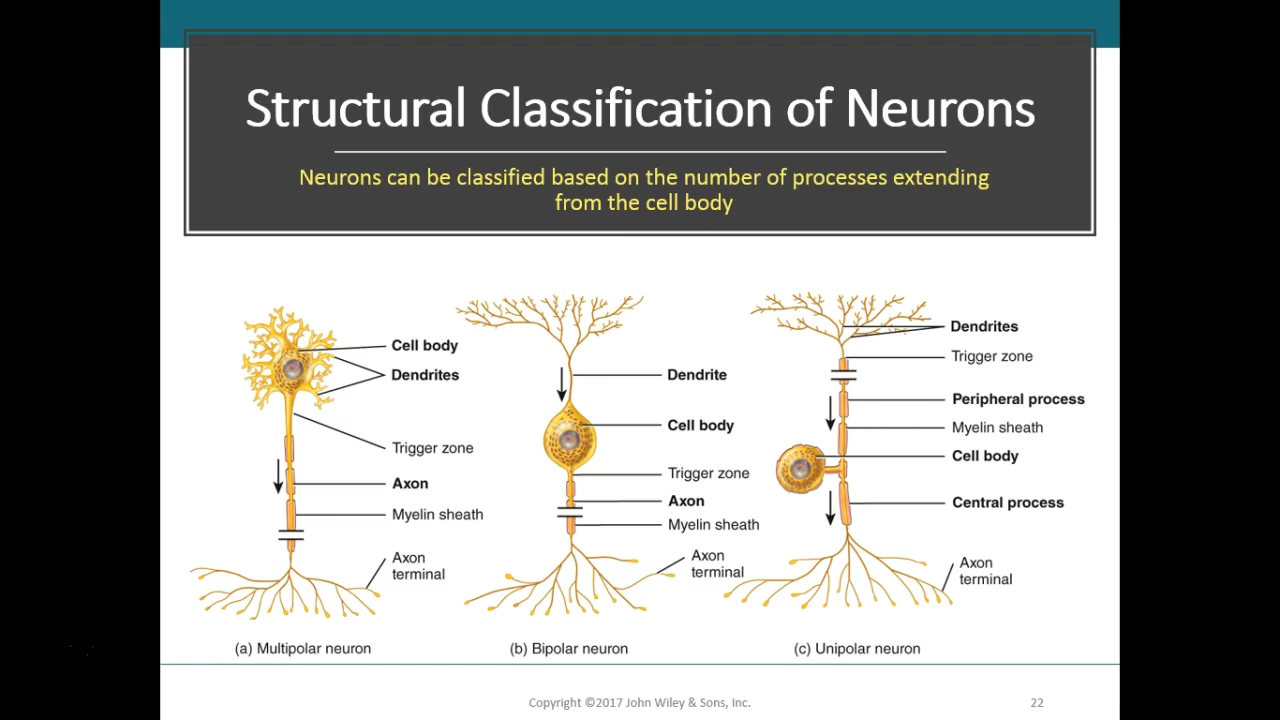 Structural Classification of Neurons
Neurons can be classified based on the number of processes extending
from the cell body
Cell body
Dendrites
Trigger zone
Axon
Myelin sheath
Axon
terminal
(a) Multipolar neuron
Dendrite
Cell body
Trigger zone
Axon
Myelin sheath
Axon
terminal
(b) Bipolar neuron
Dendrites
Trigger zone
Peripheral process
Myelin sheath
Cell body
Central process
Axon
terminal
(c) Unipolar neuron
Copyright ©2017 John Wiley & Sons, Inc.
22